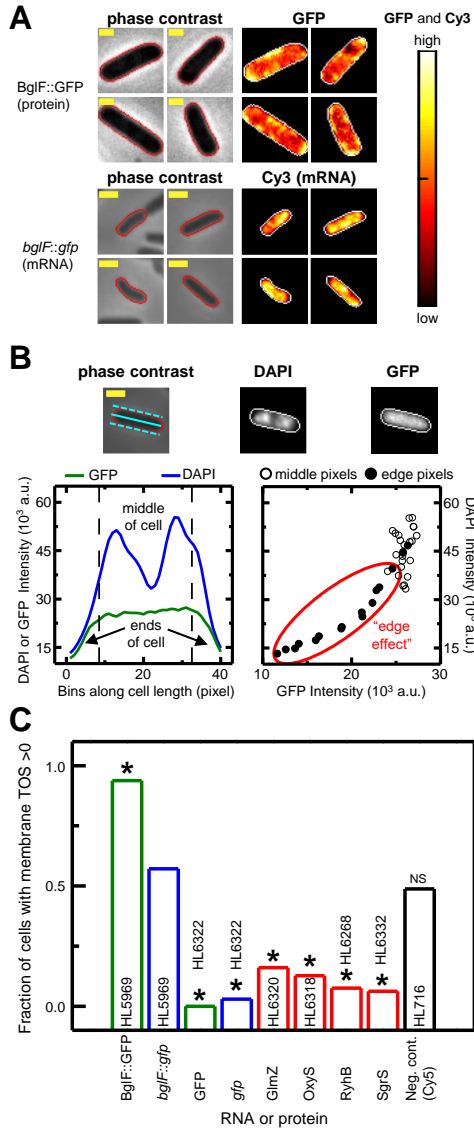 A
phase contrast
GFP
GFP and Cy3
high
BglF::GFP
(protein)
phase contrast
Cy3 (mRNA)
bglF::gfp
(mRNA)
low
B
phase contrast
DAPI
GFP
GFP
DAPI
middle pixels
edge pixels
DAPI or GFP Intensity (10³ a.u.)
60
45
30
15
middle
of cell
ends
of cell
0
10
20
30
40
Bins along cell length (pixel)
"edge
effect"
60
45
30
15
DAPI Intensity (10³ a.u.)
10
20
30
GFP Intensity (10³ a.u.)
C
Fraction of cells with membrane TOS >0
1.0
0.5
0.0
*
HL5969
HL5969
HL6322
*
HL6322
*
*
HL6320
*
HL6318
HL6268
*
HL6332
*
NS
HL716
BglF::GFP
bglF::gfp
GFP
gfp
GlmZ
OxyS
RyhB
SgrS
Neg. cont.
(Cy5)
RNA or protein